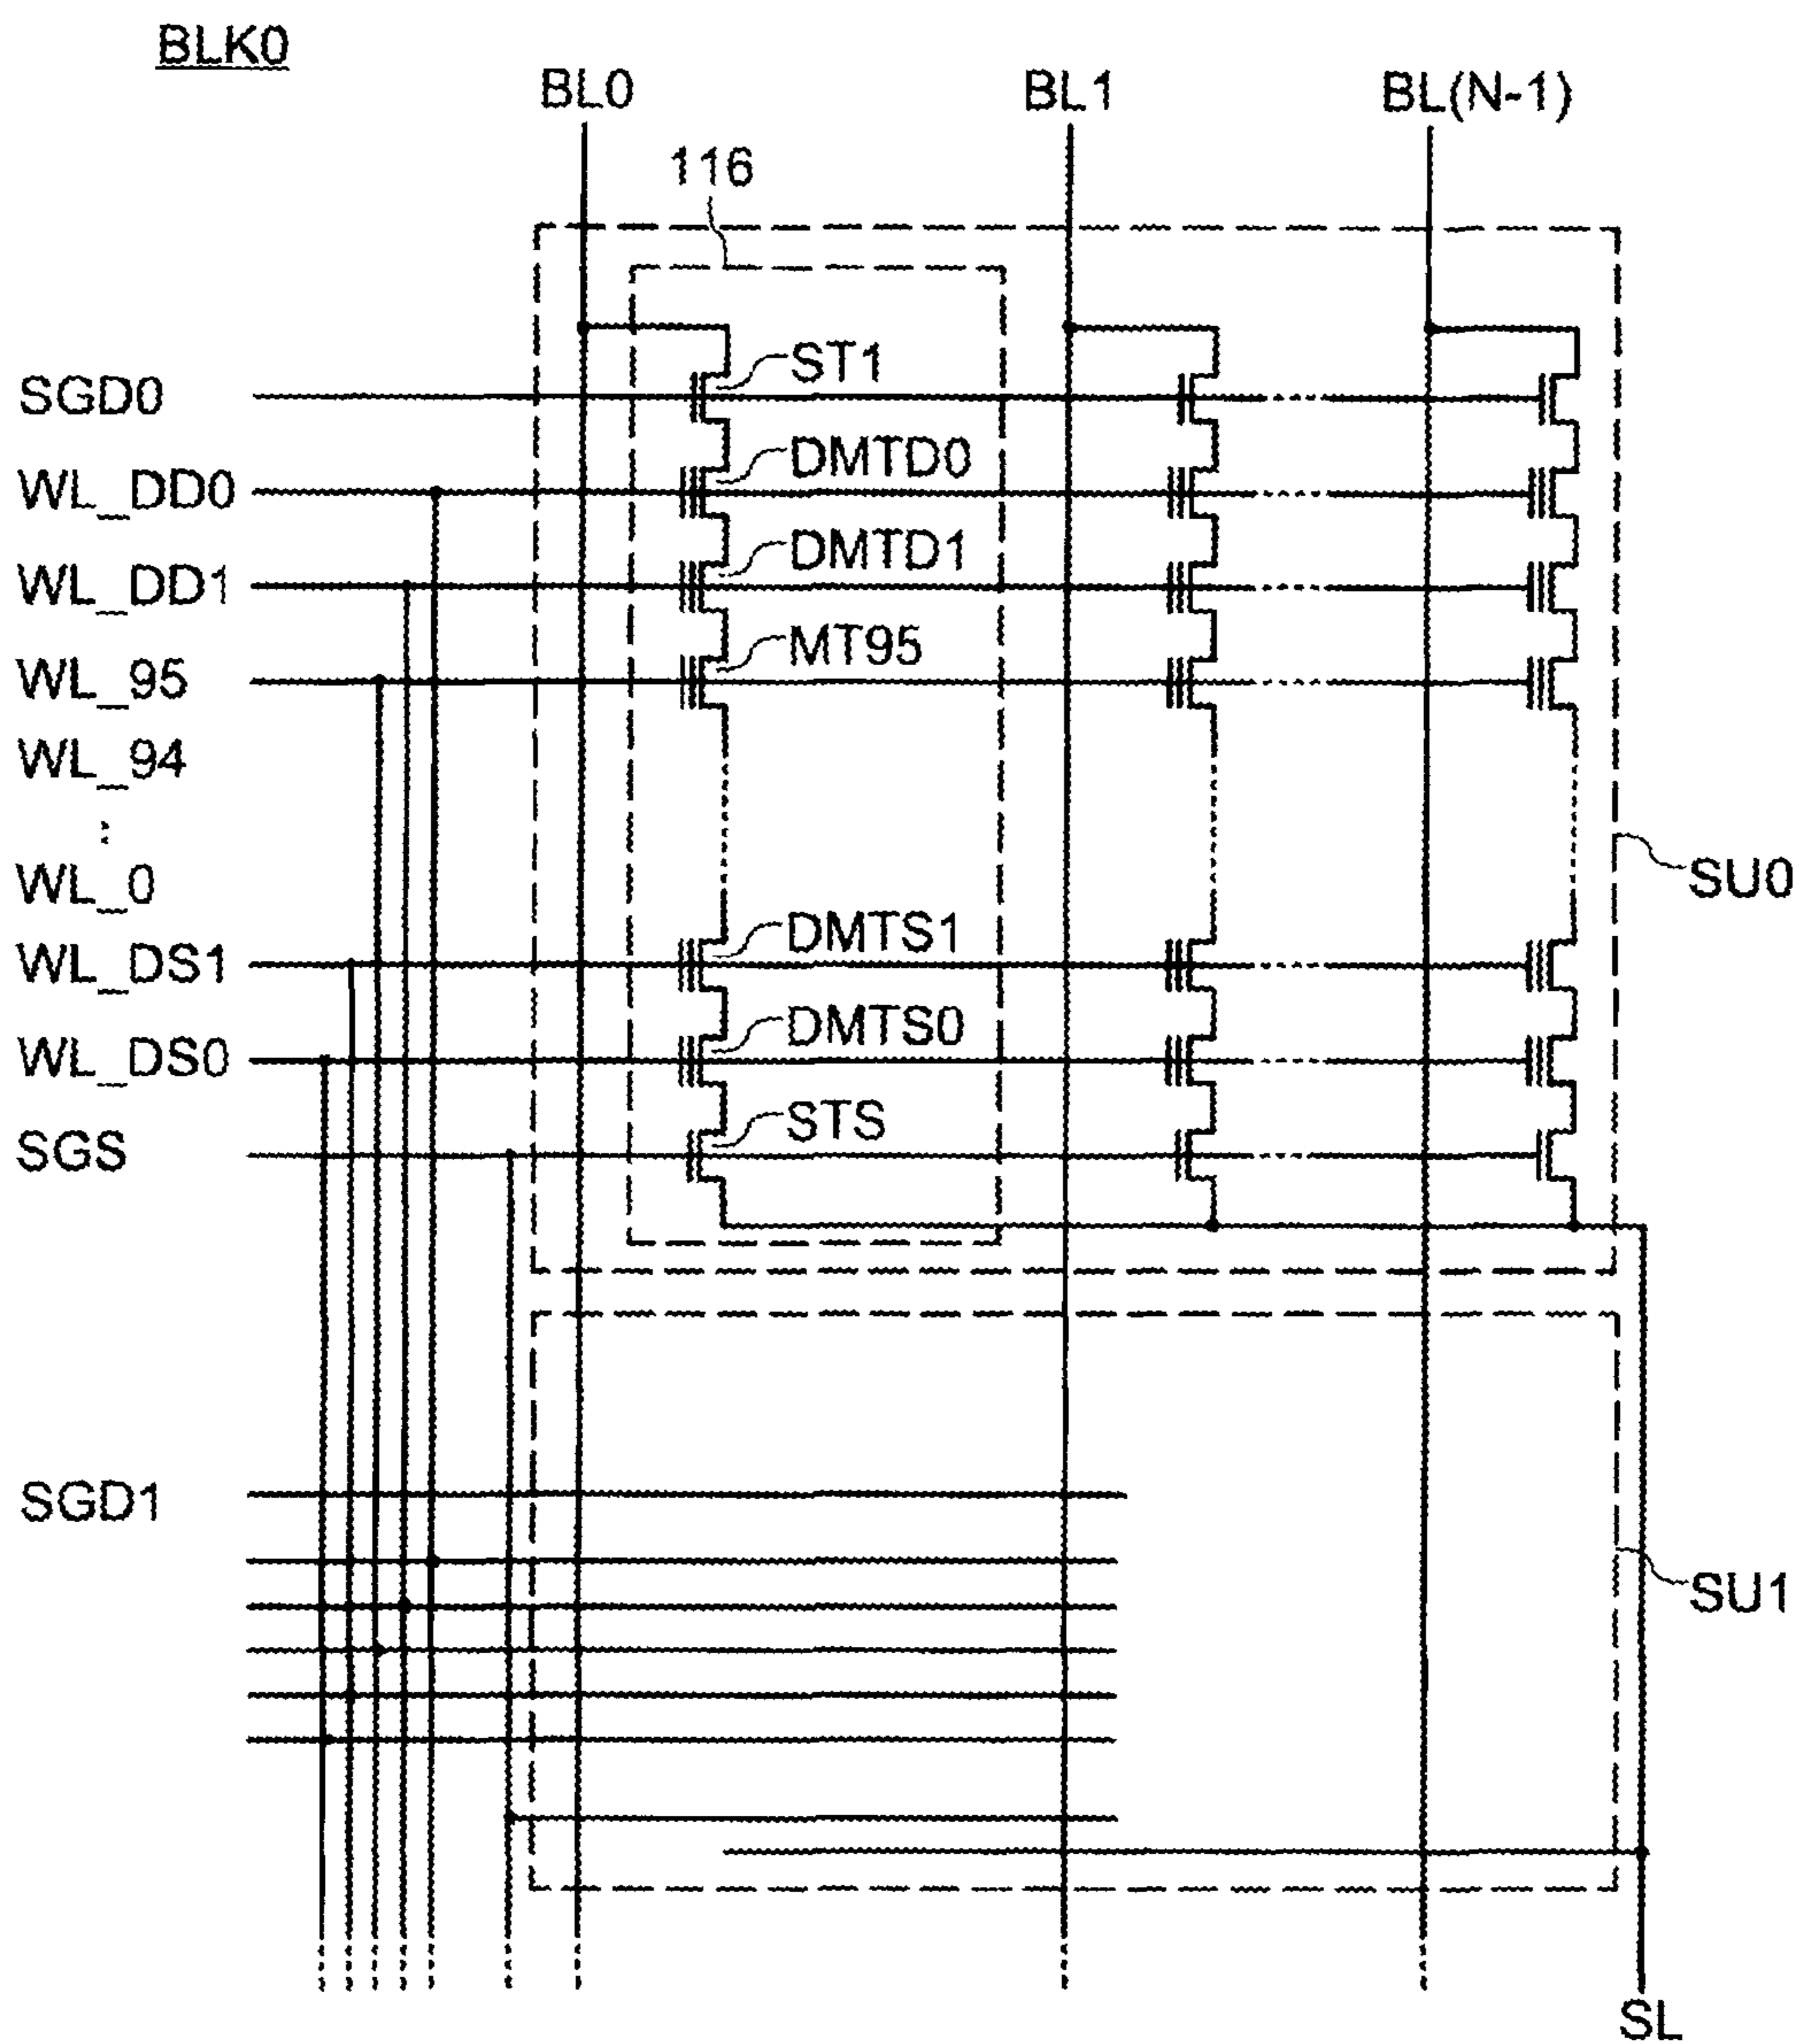 BLK0
BL0
BL1
BL(N-1)
116
SGD0
ST1
WL_DD0
DMTD0
WL_DD1
DMTD1
WL_95
MT95
WL_94
:
WL_0
SU0
WL_DS1
DMTS1
WL_DS0
DMTS0
SGS
STS
SGD1
SU1
SL